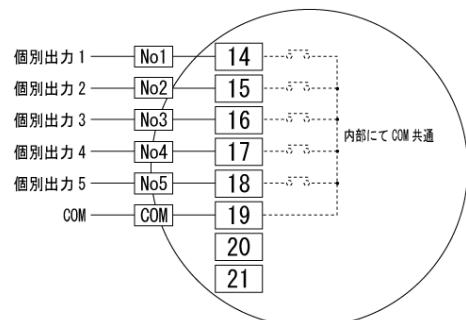 個別出力1 No1 14
個別出力2 No2 15
個別出力3 No3 16
個別出力4 No4 17
個別出力5 No5 18
COM COM 19
20
21
内部にて COM 共通